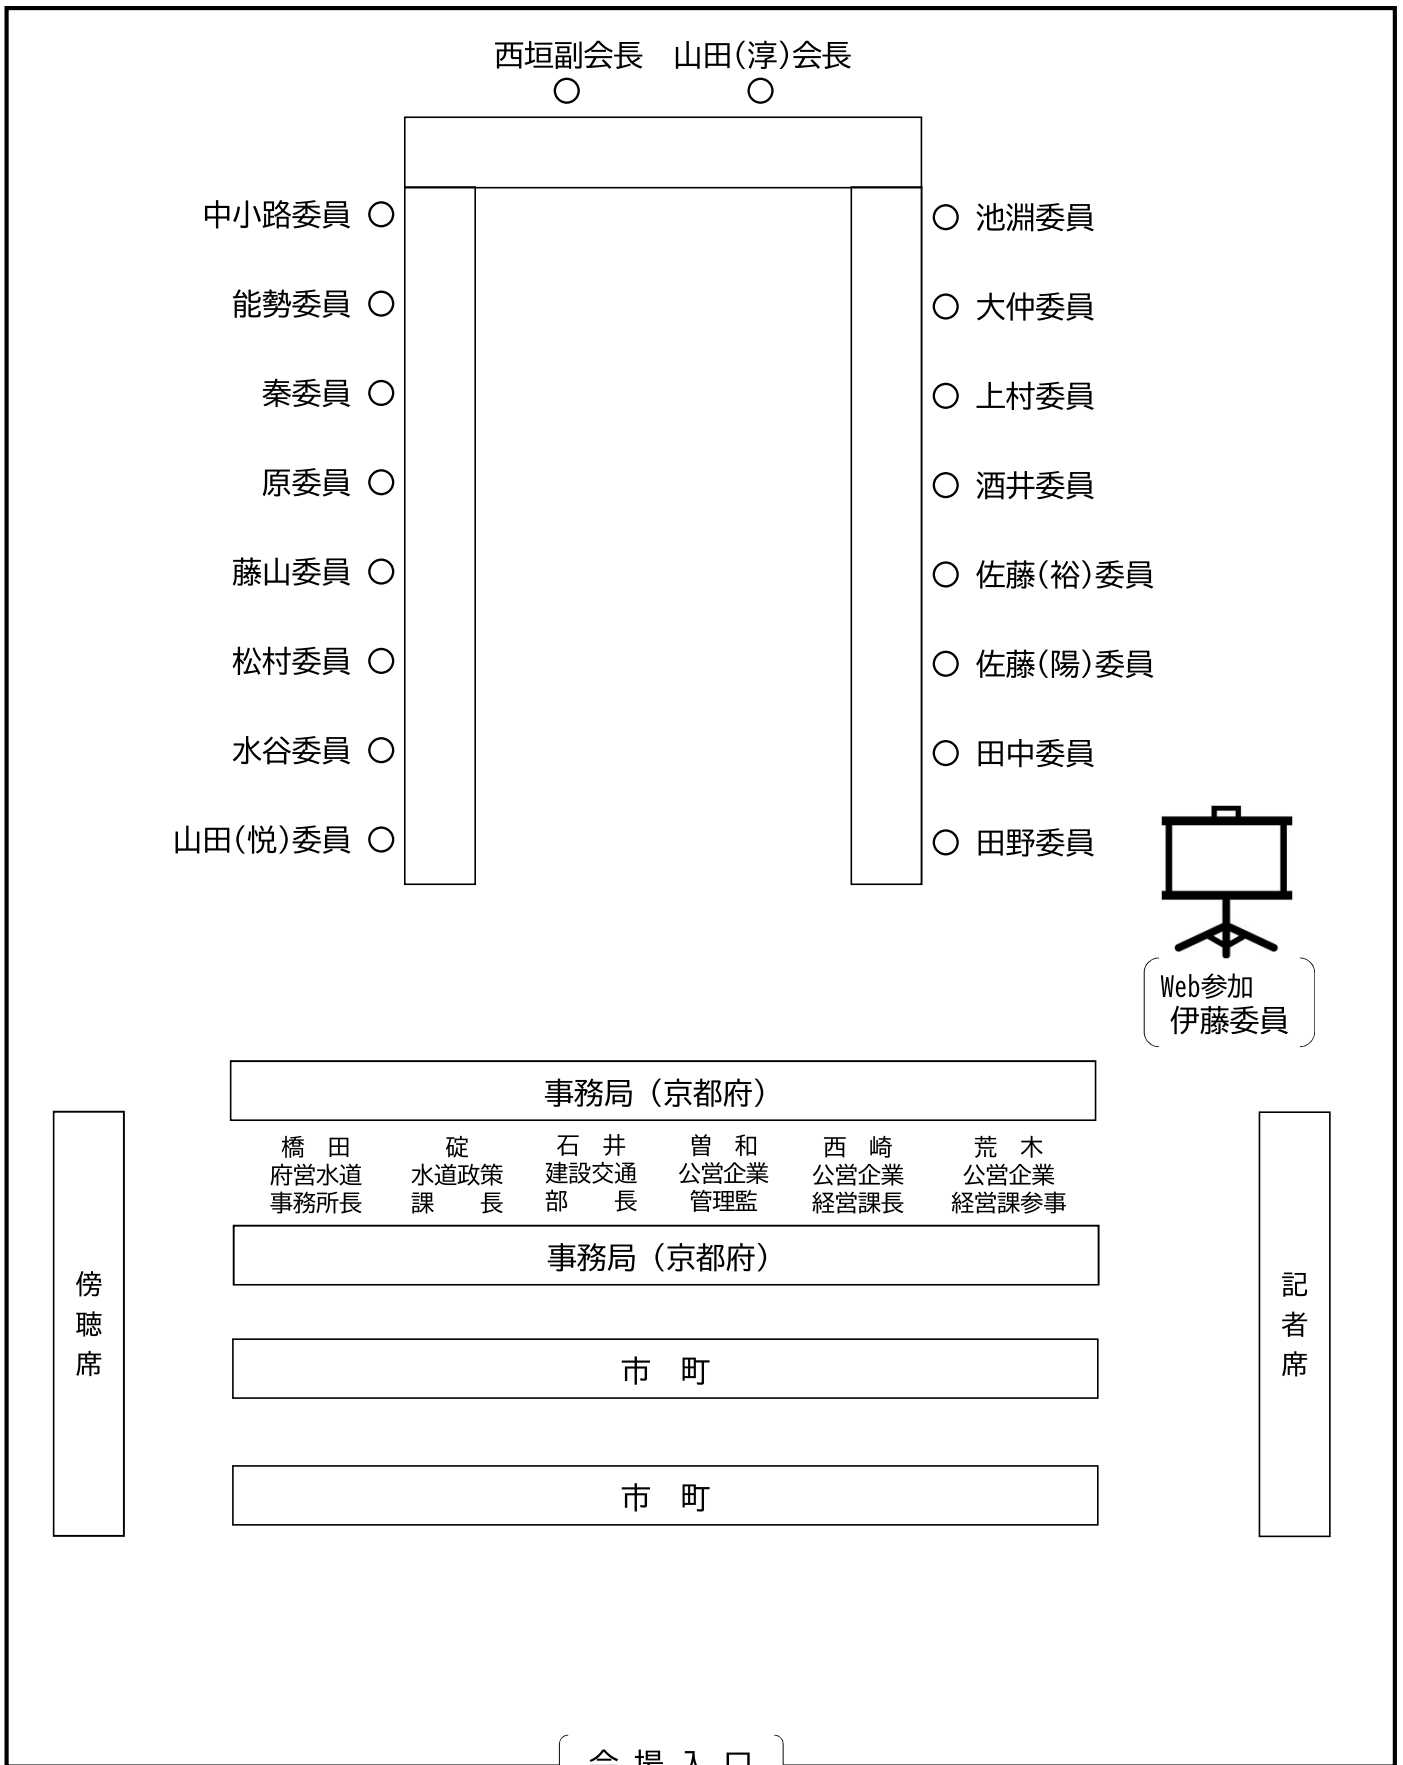 西垣副会長　山田(淳)会長
中小路委員
池淵委員
能勢委員
大仲委員
秦委員
上村委員
原委員
酒井委員
藤山委員
佐藤(裕)委員
松村委員
佐藤(陽)委員
水谷委員
田中委員
山田(悦)委員
田野委員
Web参加
伊藤委員
事務局（京都府）
橋　田
府営水道
事務所長
碇
水道政策
課　　長
石　井
建設交通
部　　長
曽　和
公営企業
管理監
西　崎
公営企業
経営課長
荒　木
公営企業
経営課参事
事務局（京都府）
傍聴席
記者席
市　町
市　町
会場入口